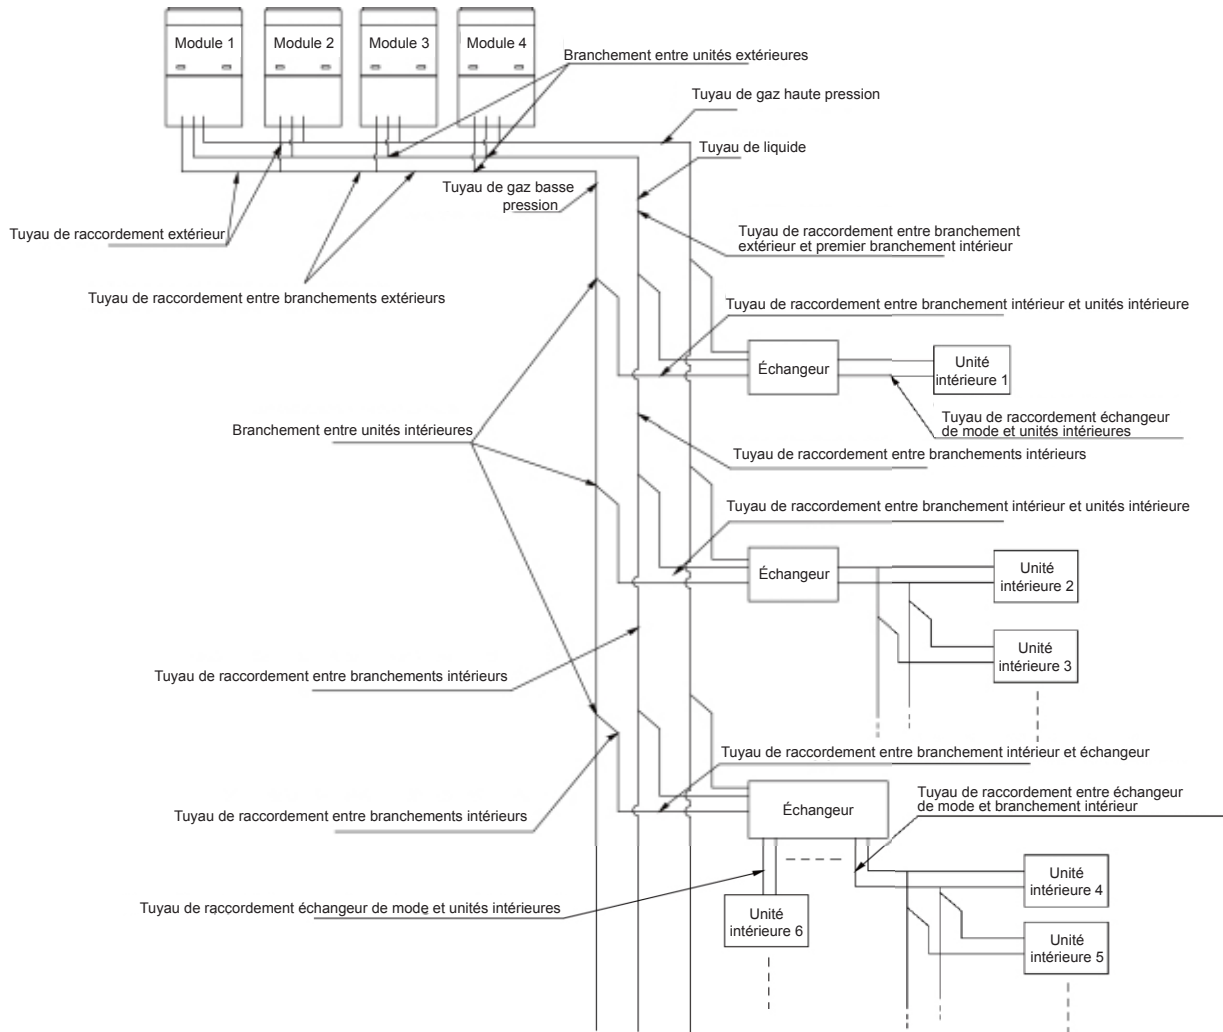 Module 1
Module 2
Module 3
Module 4
Branchement entre unités extérieures
Tuyau de gaz haute pression
Tuyau de liquide
Tuyau de gaz basse
pression
Tuyau de raccordement extérieur
Tuyau de raccordement entre branchement
extérieur et premier branchement intérieur
Tuyau de raccordement entre branchements extérieurs
Tuyau de raccordement entre branchement intérieur et unités intérieure
Échangeur
Unité
intérieure 1
Tuyau de raccordement échangeur
de mode et unités intérieures
Branchement entre unités intérieures
Tuyau de raccordement entre branchements intérieurs
Tuyau de raccordement entre branchement intérieur et unités intérieure
Échangeur
Unité
intérieure 2
Unité
intérieure 3
Tuyau de raccordement entre branchements intérieurs
Tuyau de raccordement entre branchement intérieur et échangeur
Tuyau de raccordement entre échangeur
de mode et branchement intérieur
Échangeur
Tuyau de raccordement entre branchements intérieurs
Unité
intérieure 4
Tuyau de raccordement échangeur de mode et unités intérieures
Unité
intérieure 6
Unité
intérieure 5